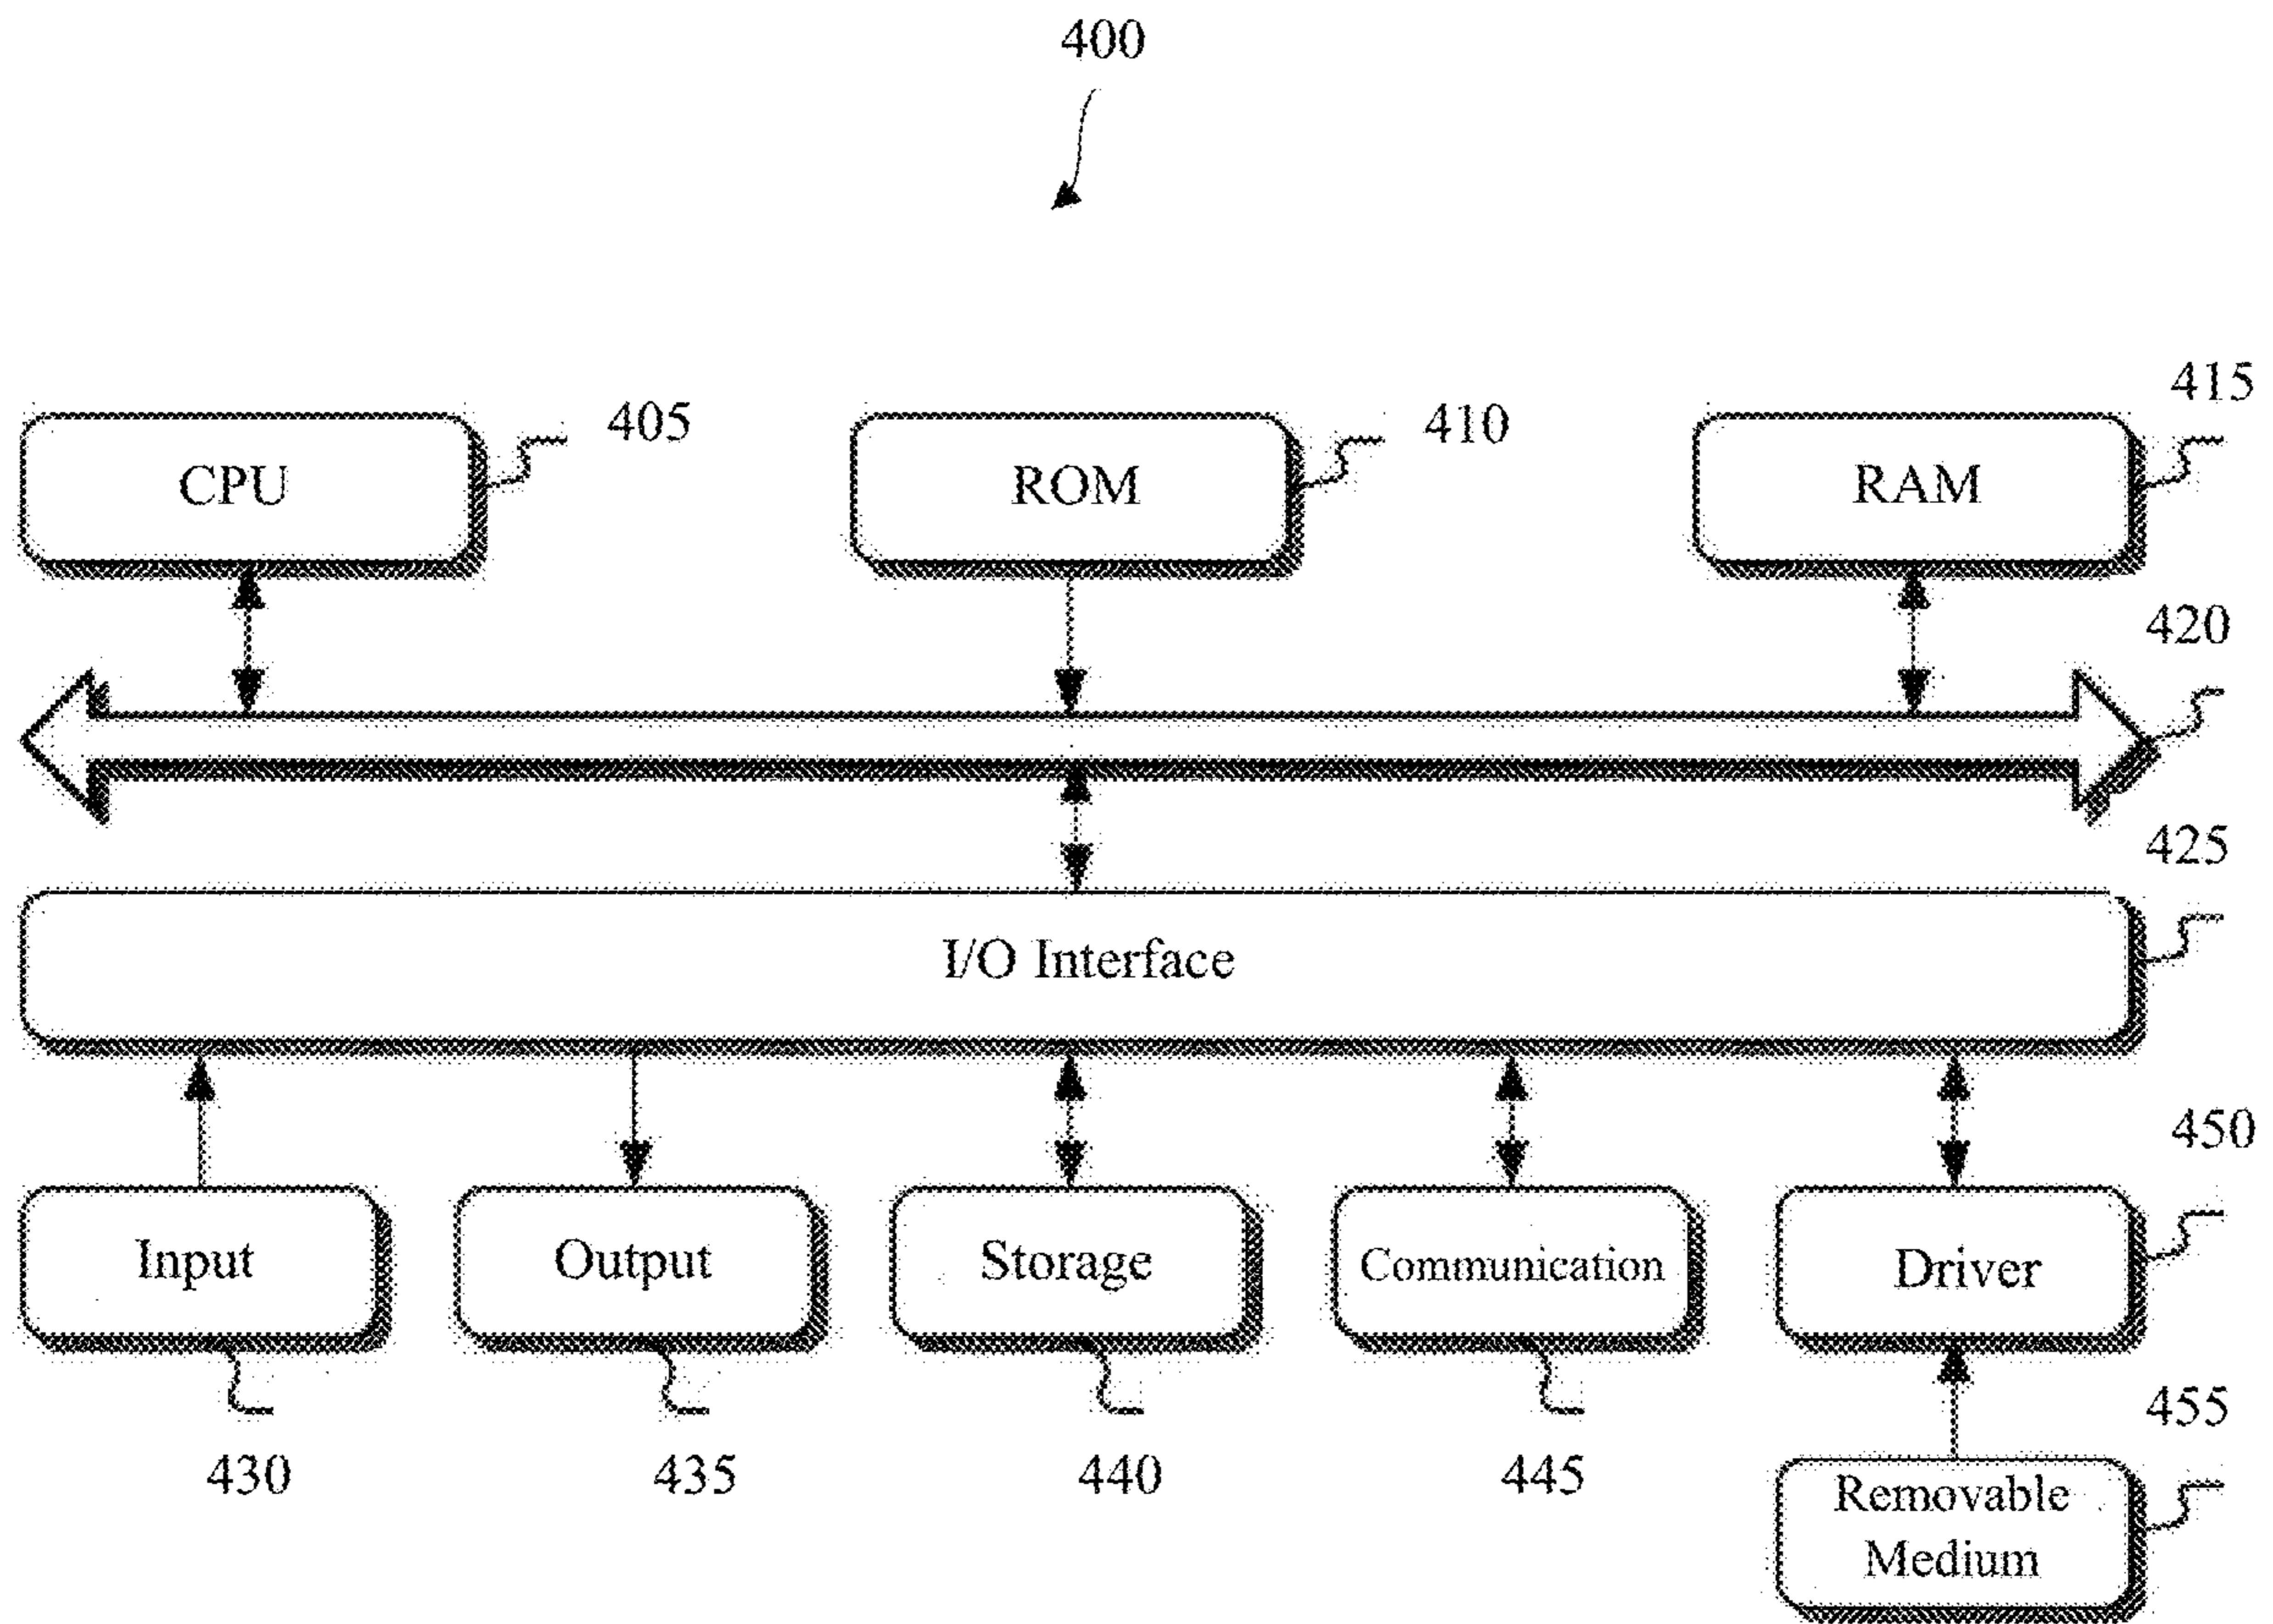 400
405
410
415
CPU
ROM
RAM
420
425
I/O Interface
450
Input
Output
Storage
Communication
Driver
455
430
435
440
445
Removable
Medium